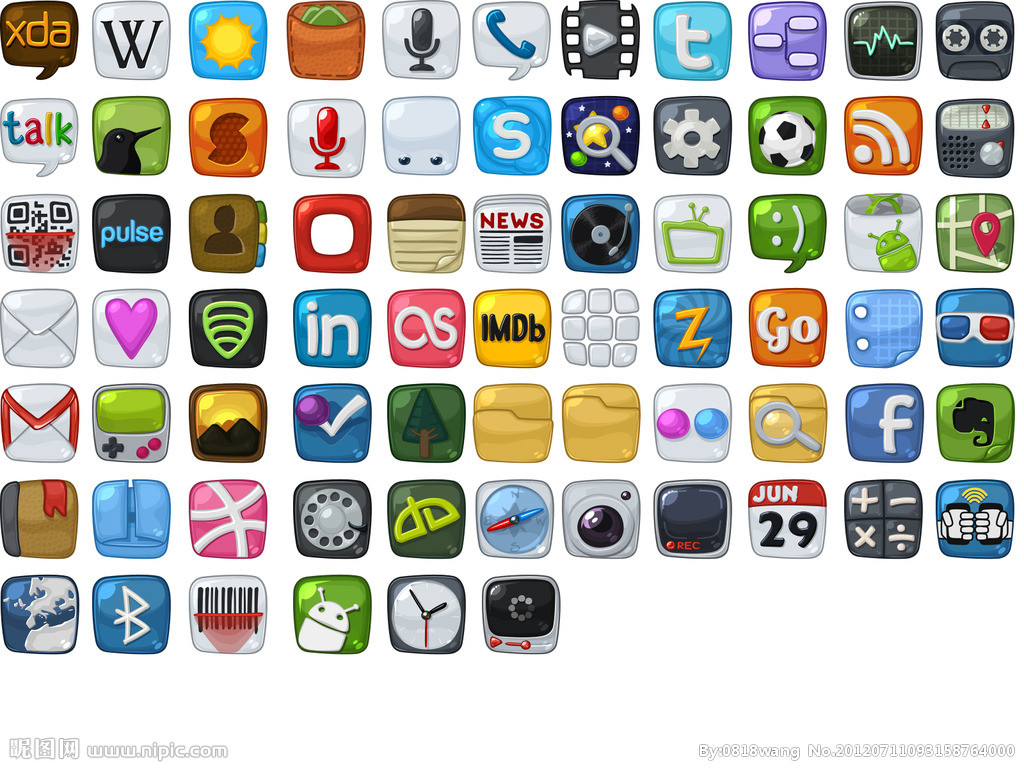 xda
W
t
talk
S
S
pulse
NEWS
in
as
IMDb
Z
Go
M
f
JUN
29
REC
N
+ −
× ÷
昵图网 www.nipic.com
By:0818wang No.20120711093158764000